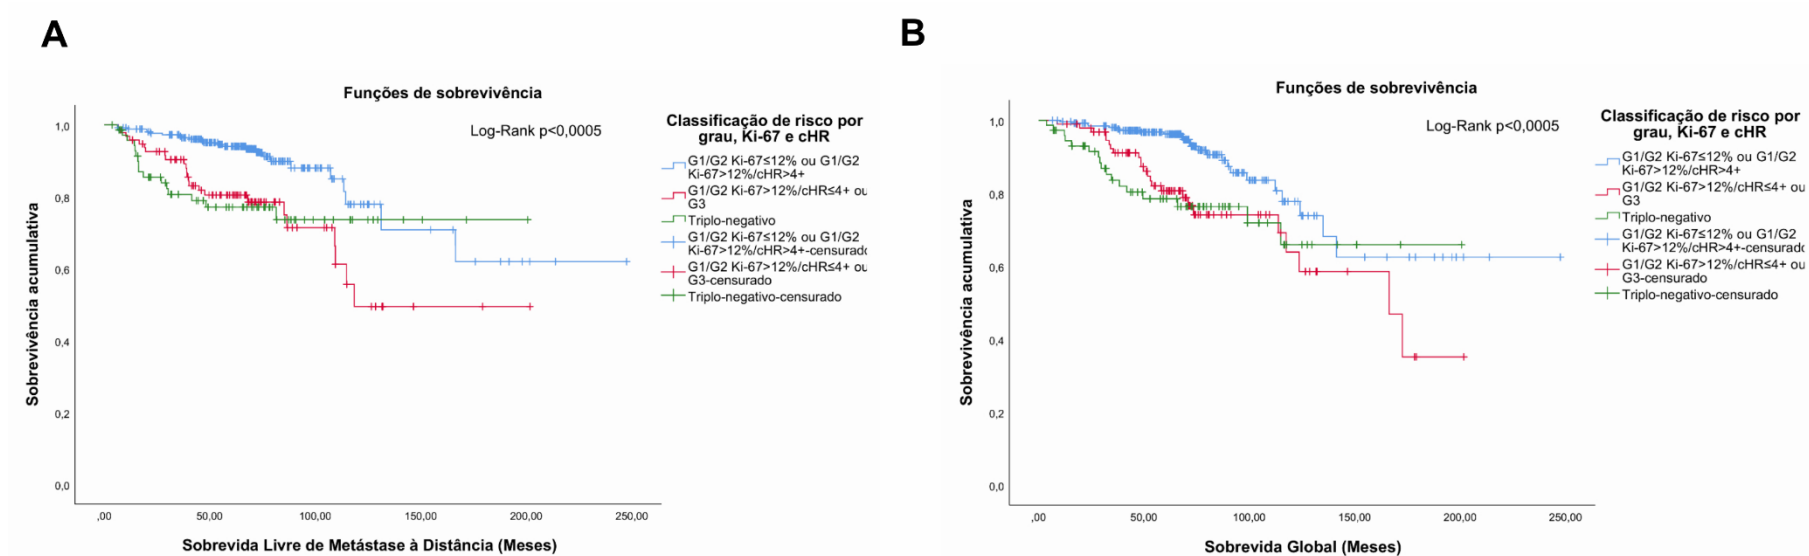 A
Funções de sobrevivência
Log-Rank p<0,0005
Sobrevivência acumulativa
1,0
0,8
0,6
0,4
0,2
0,0
,00
50,00
100,00
150,00
200,00
250,00
Sobrevida Livre de Metástase à Distância (Meses)
Classificação de risco por
grau, Ki-67 e cHR
G1/G2 Ki-67≤12% ou G1/G2
Ki-67>12%/cHR>4+
G1/G2 Ki-67>12%/cHR≤4+ ou
G3
Triplo-negativo
G1/G2 Ki-67≤12% ou G1/G2
Ki-67>12%/cHR>4+-censurado
G1/G2 Ki-67>12%/cHR≤4+ ou
G3-censurado
Triplo-negativo-censurado
B
Funções de sobrevivência
Log-Rank p<0,0005
Sobrevivência acumulativa
1,0
0,8
0,6
0,4
0,2
0,0
,00
50,00
100,00
150,00
200,00
250,00
Sobrevida Global (Meses)
Classificação de risco por
grau, Ki-67 e cHR
G1/G2 Ki-67≤12% ou G1/G2
Ki-67>12%/cHR>4+
G1/G2 Ki-67>12%/cHR≤4+ ou
G3
Triplo-negativo
G1/G2 Ki-67≤12% ou G1/G2
Ki-67>12%/cHR>4+-censurado
G1/G2 Ki-67>12%/cHR≤4+ ou
G3-censurado
Triplo-negativo-censurado